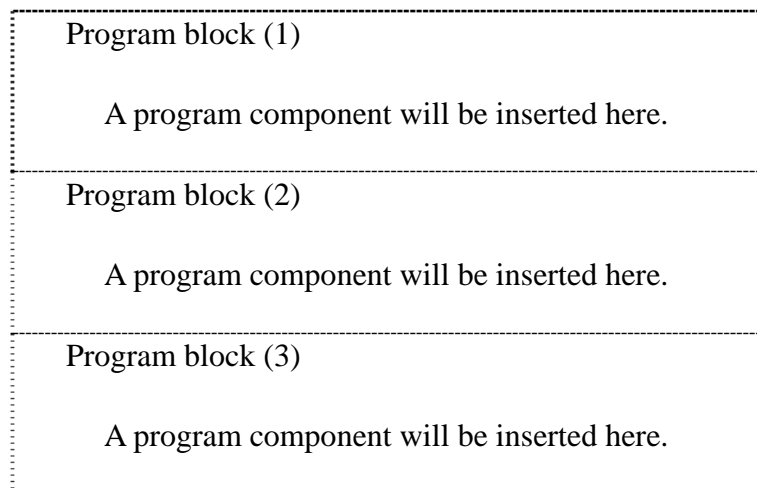 Program block (1)
A program component will be inserted here.
Program block (2)
A program component will be inserted here.
Program block (3)
A program component will be inserted here.